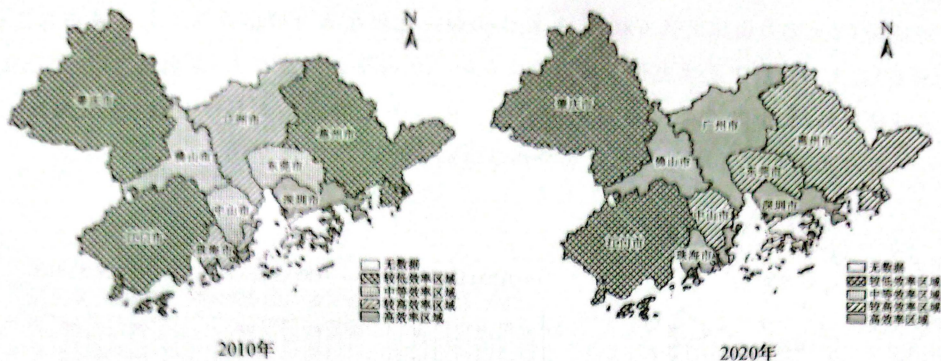 N
N
肇庆市
广州市
惠州市
佛山市
东莞市
深圳市
中山市
江门市
珠海市
无数据
较低效率区域
中等效率区域
较高效率区域
高效率区域
2010年
肇庆市
广州市
惠州市
佛山市
东莞市
深圳市
中山市
江门市
珠海市
无数据
较低效率区域
中等效率区域
较高效率区域
高效率区域
2020年